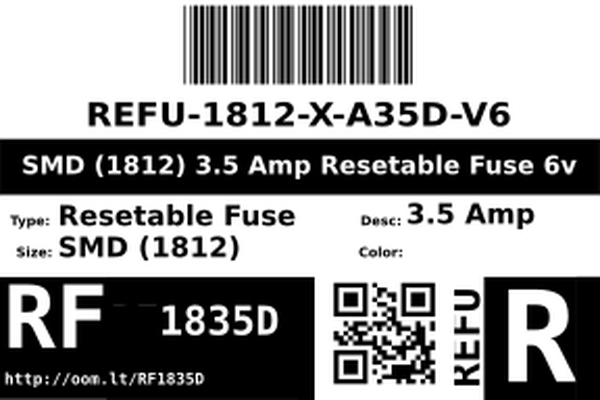 REFU-1812-X-A35D-V6
SMD (1812) 3.5 Amp Resetable Fuse 6v
Type: Resetable Fuse
Desc: 3.5 Amp
Size: SMD (1812)
Color:
RF 1835D
http://oom.lt/RF1835D
REFU
R